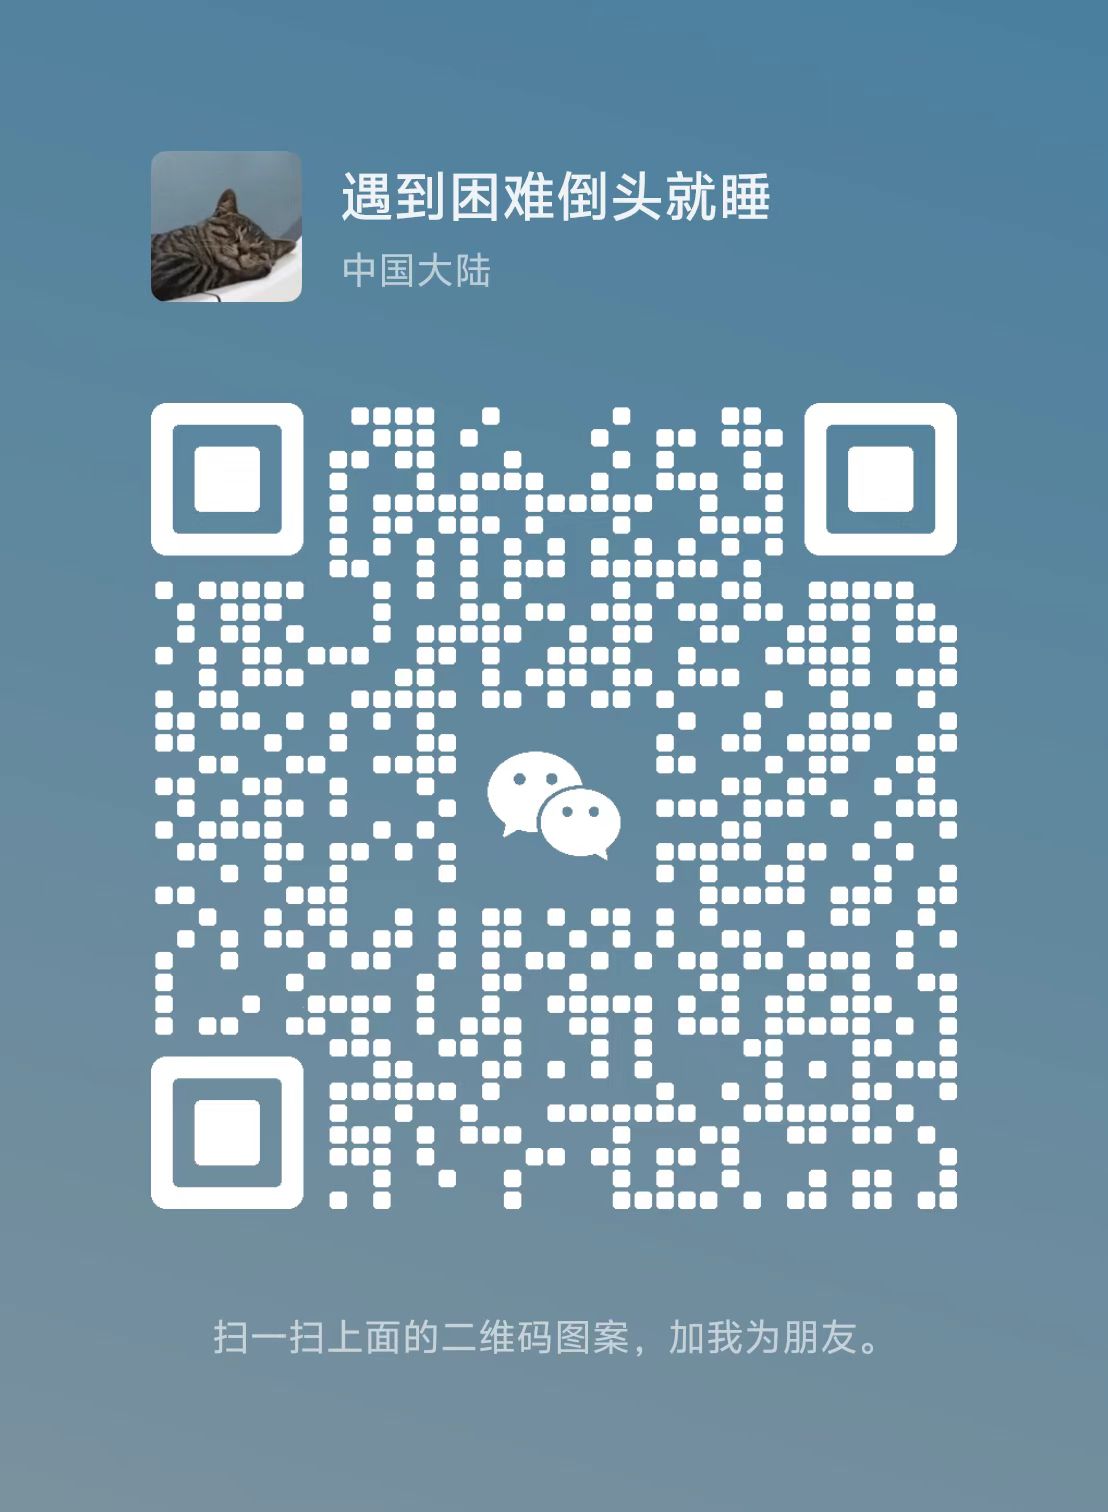 遇到困难倒头就睡
中国大陆
扫一扫上面的二维码图案，加我为朋友。